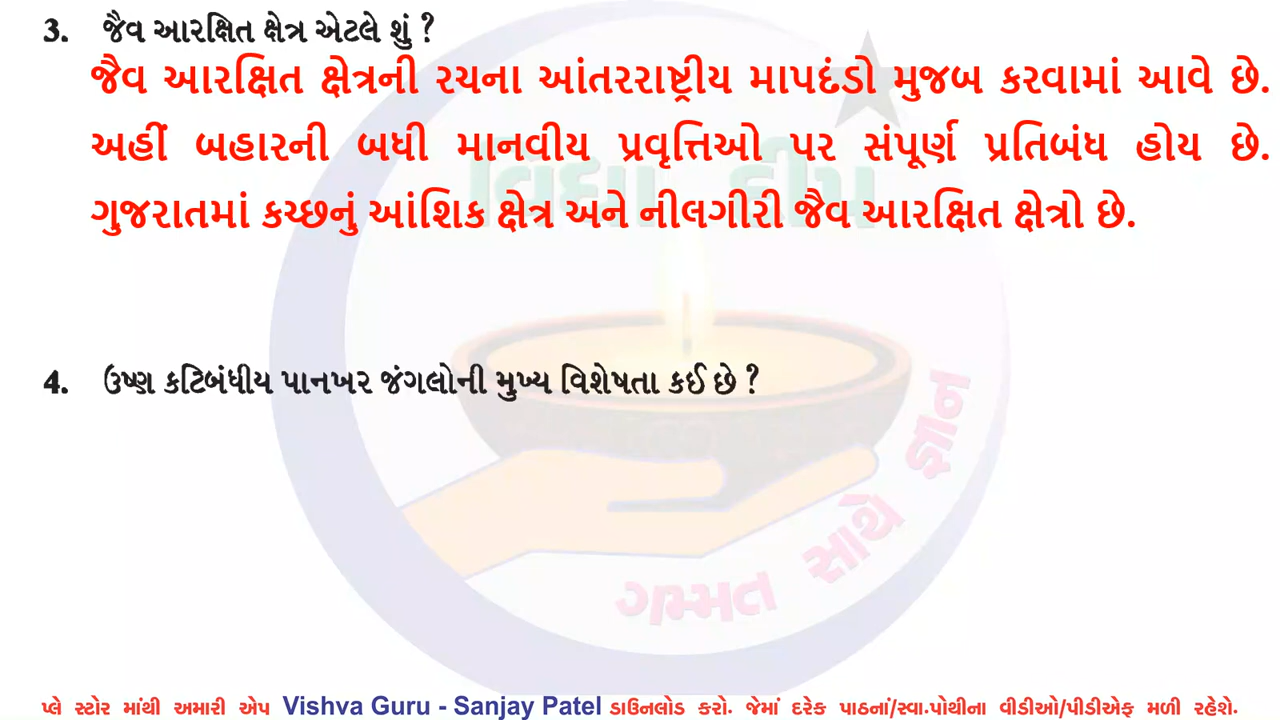 3. જૈવ આરક્ષિત ક્ષેત્ર એટલે શું ?
જૈવ આરક્ષિત ક્ષેત્રની રચના આંતરરાષ્ટ્રીય માપદંડો મુજબ કરવામાં આવે છે.
અહીં બહારની બધી માનવીય પ્રવૃત્તિઓ પર સંપૂર્ણ પ્રતિબંધ હોય છે.
વિદ્યા દીપ
ગુજરાતમાં કચ્છનું આંશિક ક્ષેત્ર અને નીલગીરી જૈવ આરક્ષિત ક્ષેત્રો છે.
4. ઉષ્ણ કટિબંધીય પાનખર જંગલોની મુખ્ય વિશેષતા કઈ છે ?
ગમ્મત સાથે જ્ઞાન
પ્લે સ્ટોર માંથી અમારી એપ Vishva Guru - Sanjay Patel ડાઉનલોડ કરો. જેમાં દરેક પાઠનાં/સ્વા.પોથીના વીડીઓ/પીડીએફ મળી રહેશે.